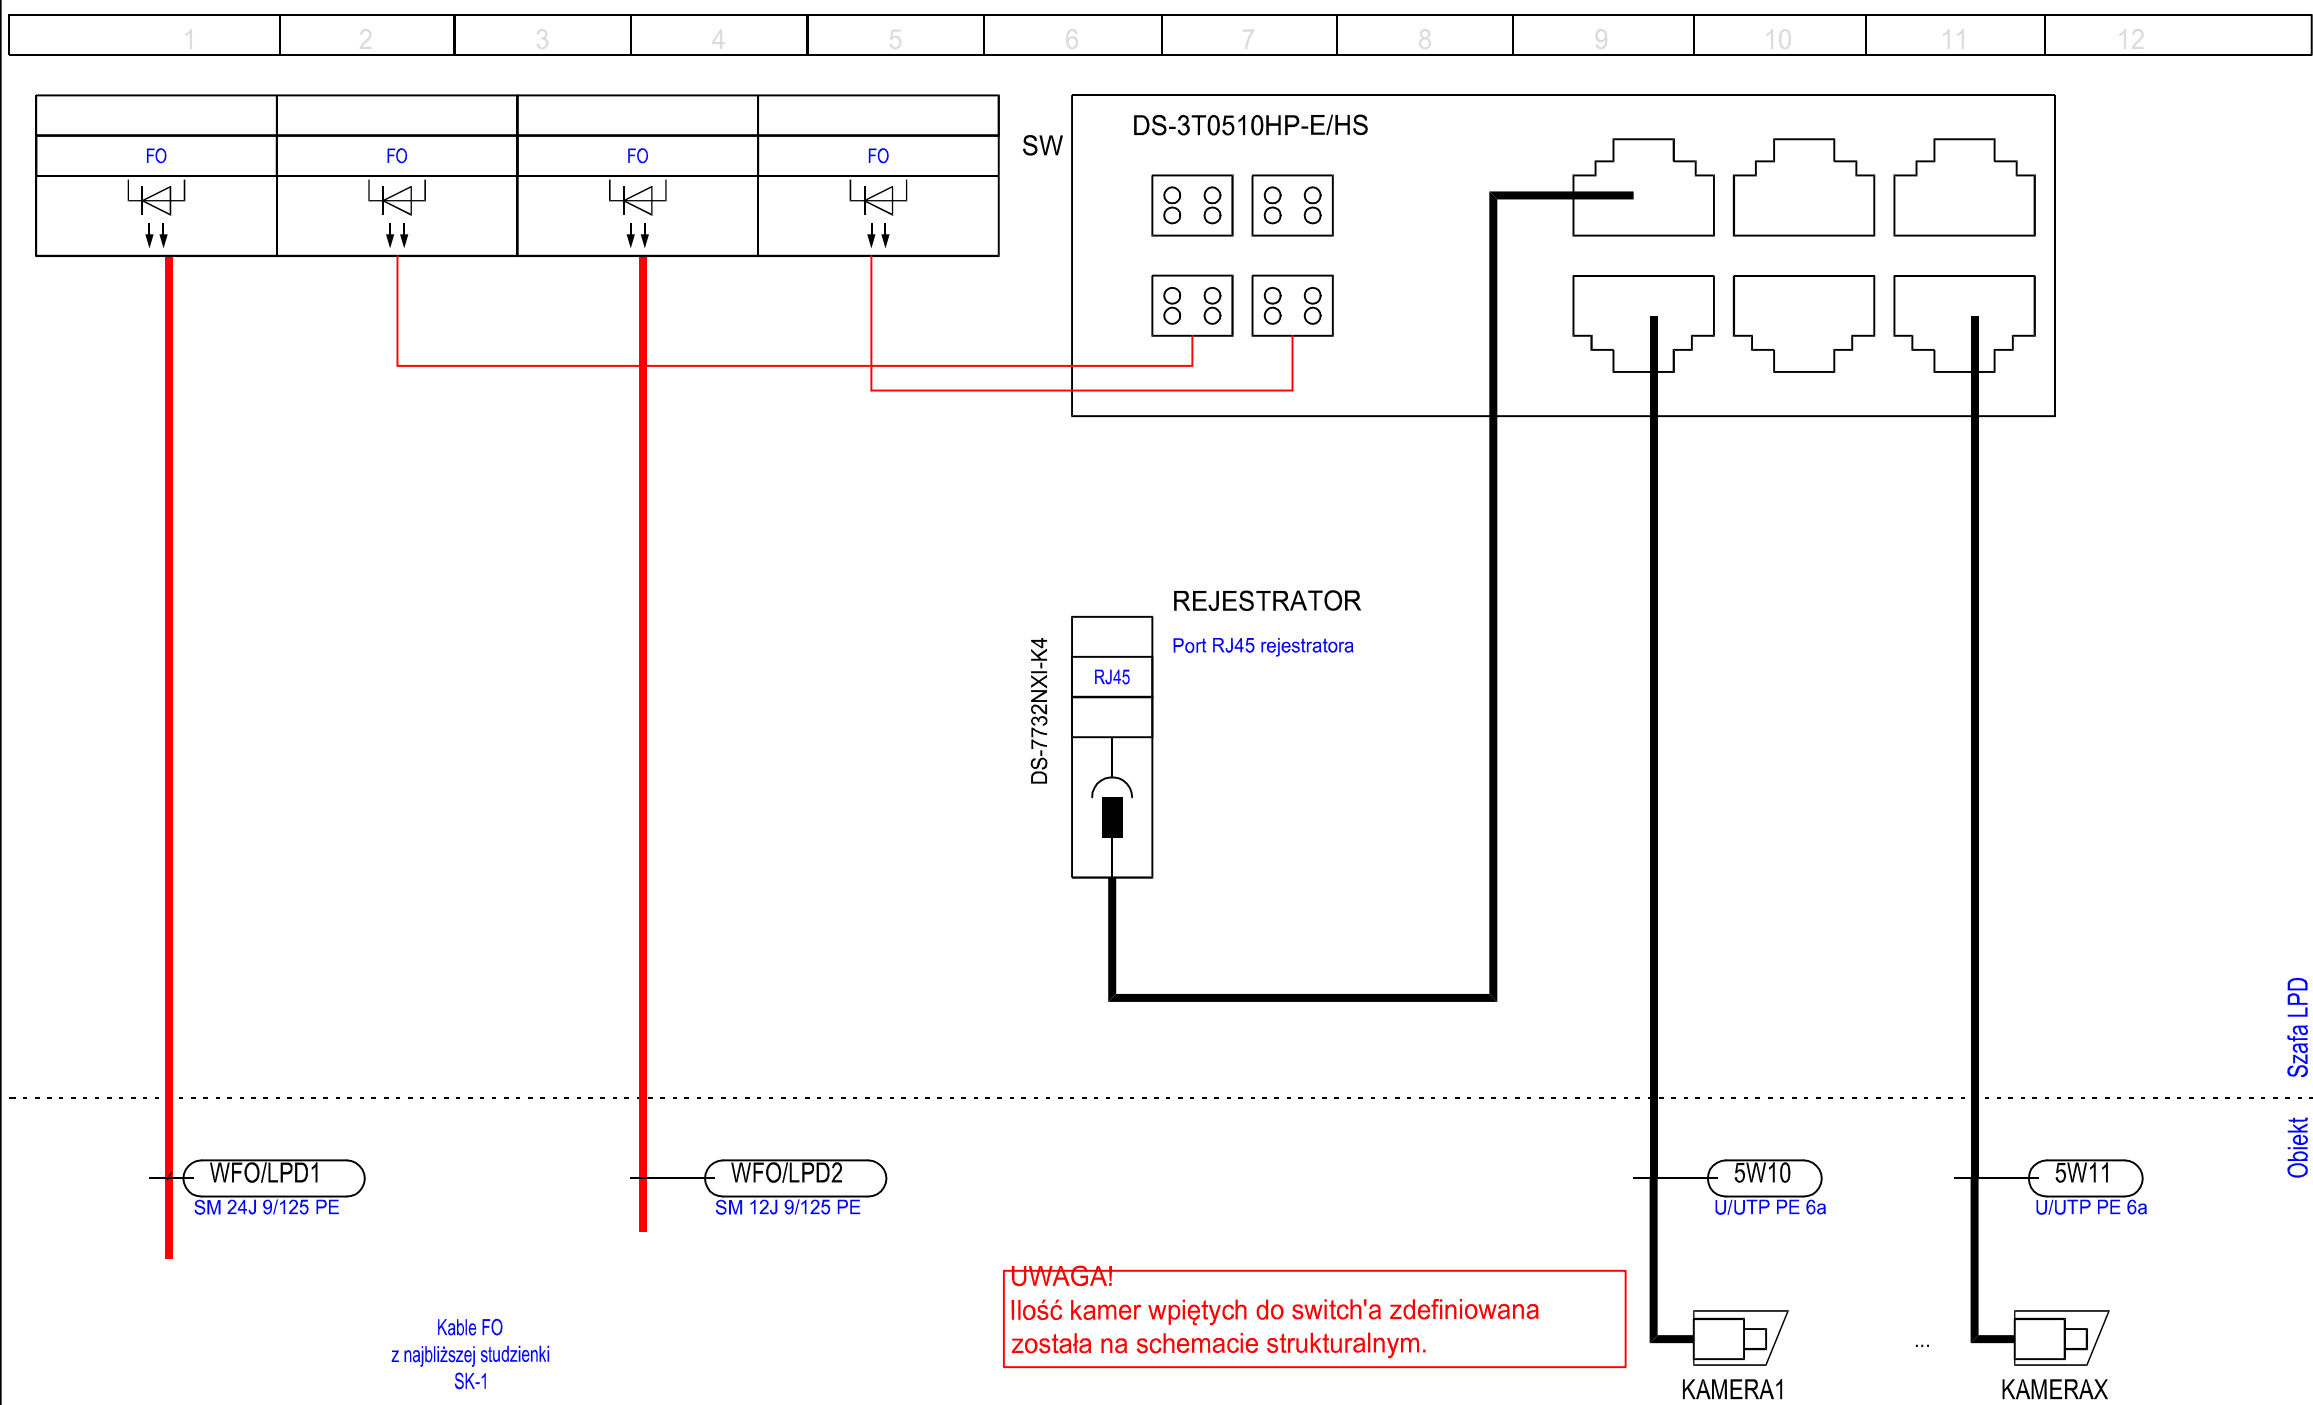 1 2 3 4 5 6 7 8 9 10 11 12
FO FO FO FO
SW
DS-3T0510HP-E/HS
REJESTRATOR
Port RJ45 rejestratora
RJ45
DS-7732NXI-K4
Szafa LPD
Obiekt
WFO/LPD1
SM 24J 9/125 PE
WFO/LPD2
SM 12J 9/125 PE
5W10
U/UTP PE 6a
5W11
U/UTP PE 6a
UWAGA!
Ilość kamer wpiętych do switch'a zdefiniowana
została na schemacie strukturalnym.
Kable FO
z najbliższej studzienki
SK-1
KAMERA1
...
KAMERAX